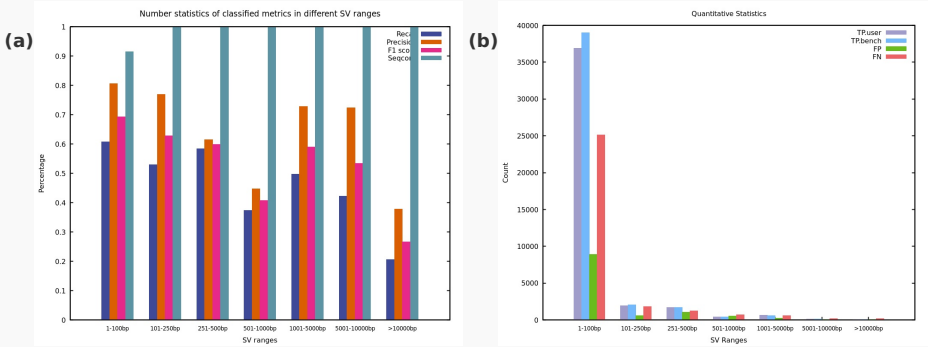 (a)
Number statistics of classified metrics in different SV ranges
Percentage
1
0.9
0.8
0.7
0.6
0.5
0.4
0.3
0.2
0.1
0
F1
1-100bp 101-250bp 251-500bp 501-1000bp 1001-5000bp 5001-10000bp >10000bp
SV ranges
(b)
Quantitative Statistics
Count
40000
35000
30000
25000
20000
15000
10000
5000
0
TP.user
TP.bench
FP
FN
1-100bp 101-250bp 251-500bp 501-1000bp 1001-5000bp 5001-10000bp >10000bp
SV Ranges